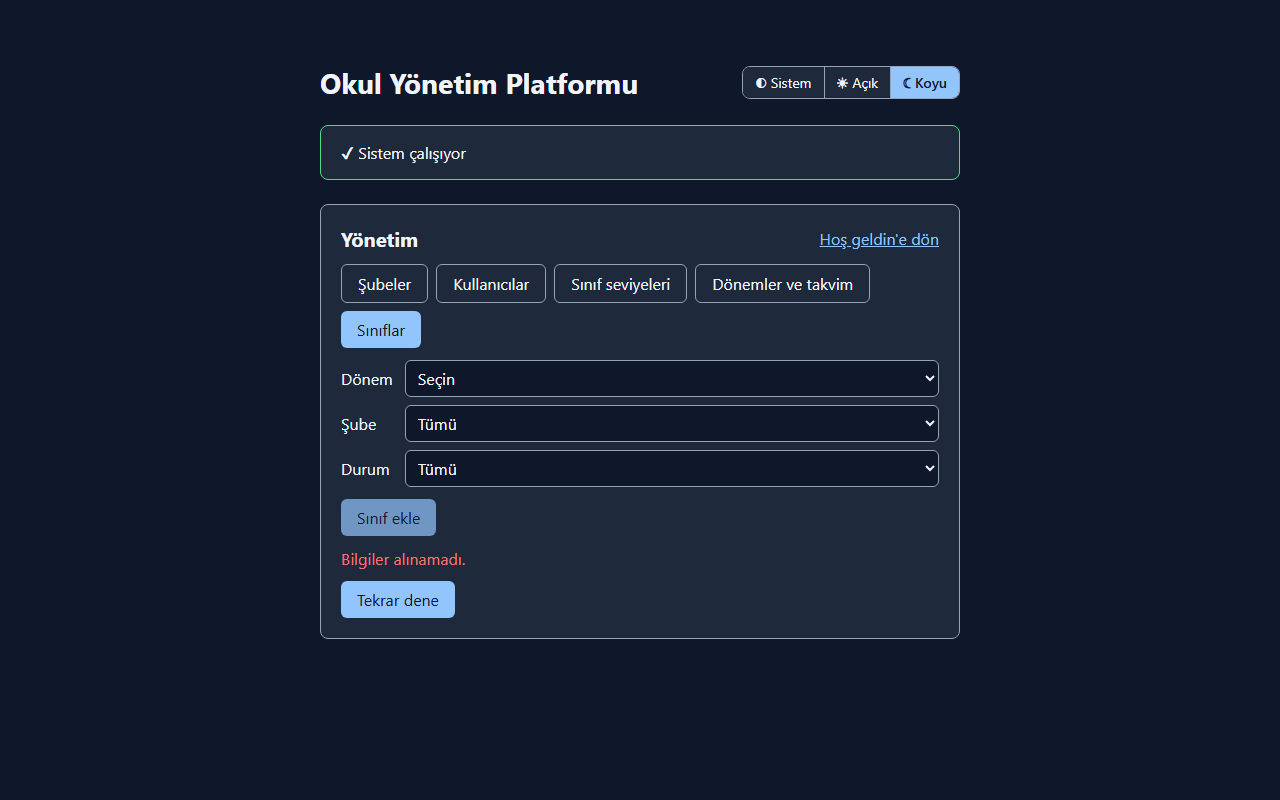 Okul Yönetim Platformu
◐ Sistem
☀ Açık
☾ Koyu
✔ Sistem çalışıyor
Yönetim
Hoş geldin'e dön
Şubeler
Kullanıcılar
Sınıf seviyeleri
Dönemler ve takvim
Sınıflar
Dönem
Seçin
Şube
Tümü
Durum
Tümü
Sınıf ekle
Bilgiler alınamadı.
Tekrar dene